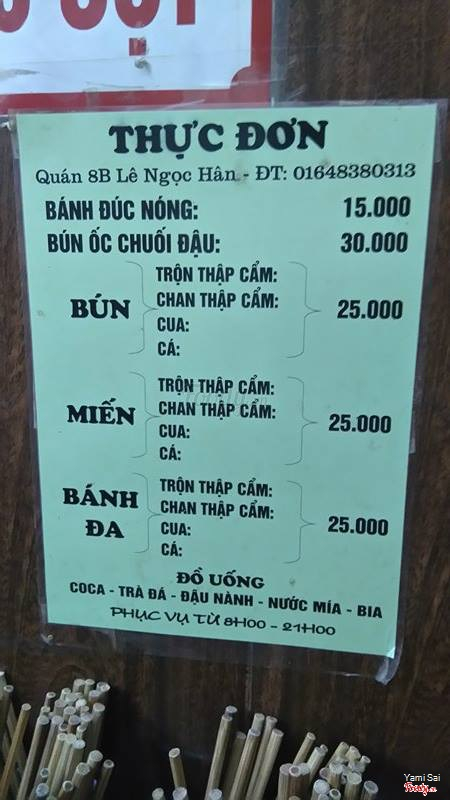 THỰC ĐƠN
Quán 8B Lê Ngọc Hân - ĐT: 01648380313
BÁNH ĐÚC NÓNG: 15.000
BÚN ỐC CHUỐI ĐẬU: 30.000
BÚN
TRỘN THẬP CẨM:
CHAN THẬP CẨM:
CUA:
CÁ:
25.000
MIẾN
TRỘN THẬP CẨM:
CHAN THẬP CẨM:
CUA:
CÁ:
25.000
BÁNH ĐA
TRỘN THẬP CẨM:
CHAN THẬP CẨM:
CUA:
CÁ:
25.000
ĐỒ UỐNG
COCA - TRÀ ĐÁ - ĐẬU NÀNH - NƯỚC MÍA - BIA
PHỤC VỤ TỪ 8H00 - 21H00
Yami Sai